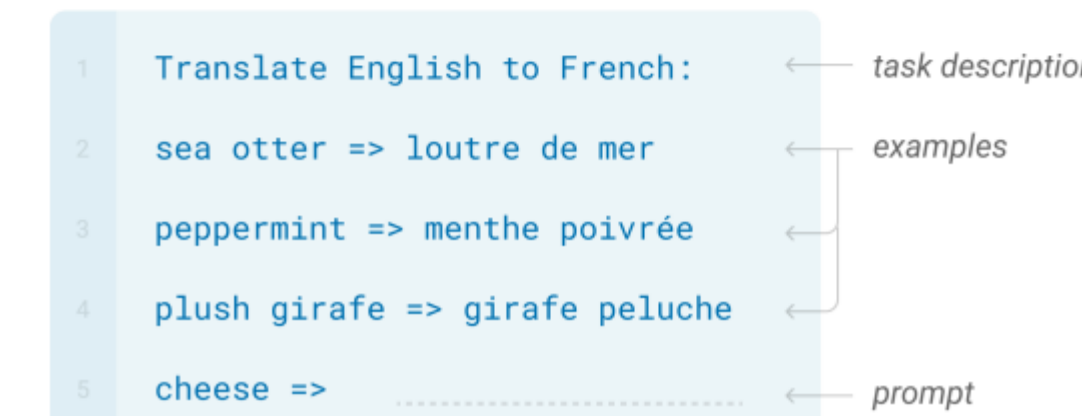 1 Translate English to French: task description
2 sea otter => loutre de mer examples
3 peppermint => menthe poivrée
4 plush girafe => girafe peluche
5 cheese => prompt